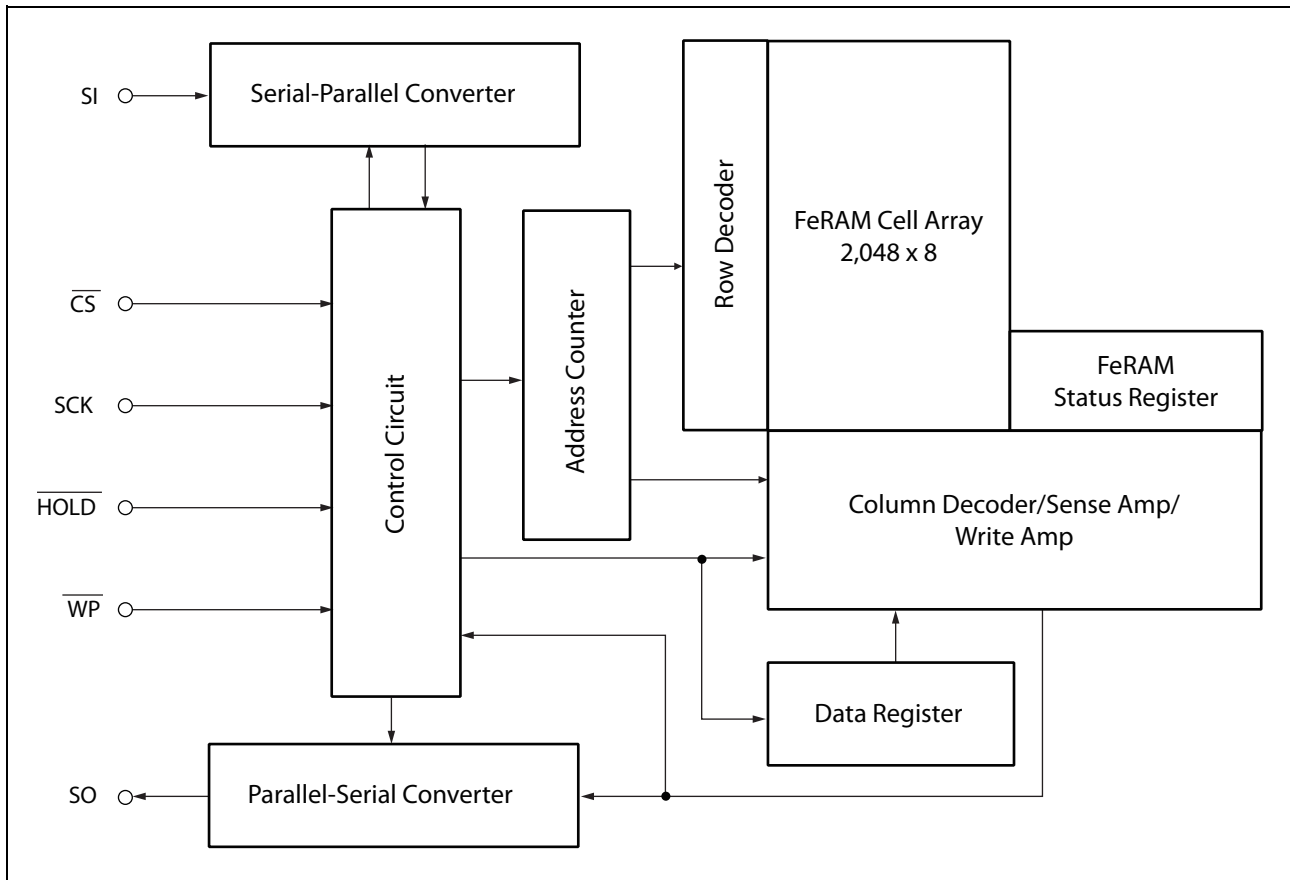 SI
Serial-Parallel Converter
CS
SCK
HOLD
WP
Control Circuit
Address Counter
Row Decoder
FeRAM Cell Array
2,048 x 8
FeRAM
Status Register
Column Decoder/Sense Amp/
Write Amp
Data Register
SO
Parallel-Serial Converter